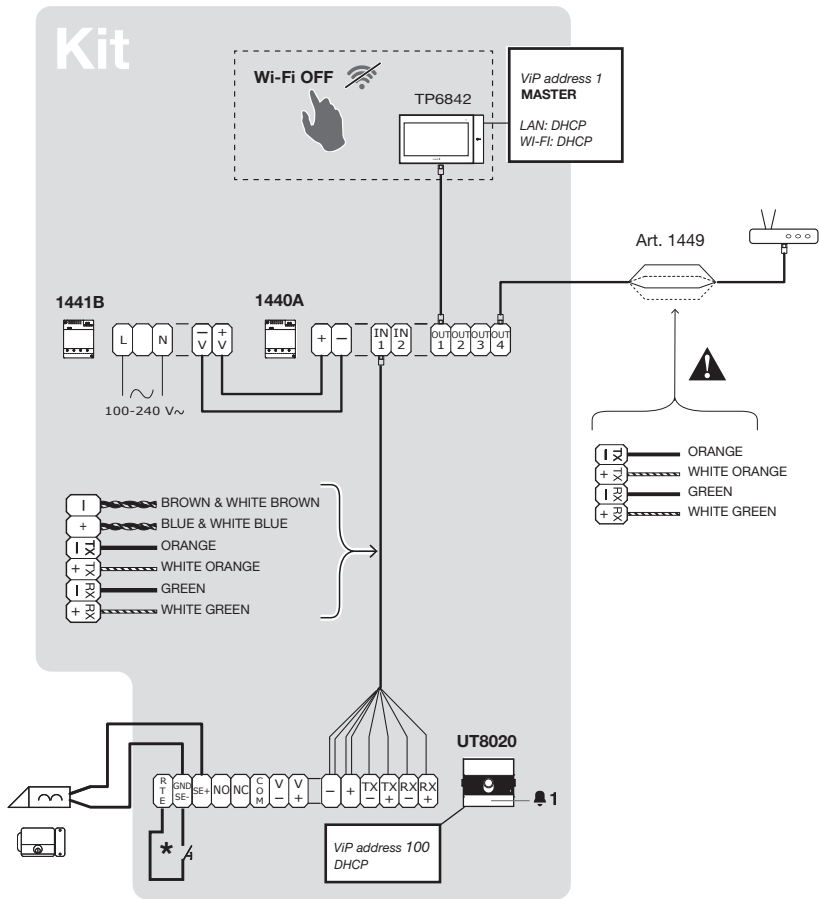 Kit
Wi-Fi OFF
TP6842
ViP address 1
MASTER
LAN: DHCP
WI-FI: DHCP
Art. 1449
1441B
1440A
L N
– V + V
+ –
IN 1
IN 2
OUT 1
OUT 2
OUT 3
OUT 4
100-240 V~
ORANGE
WHITE ORANGE
GREEN
WHITE GREEN
– TX
+ TX
– RX
+ RX
– BROWN & WHITE BROWN
+ BLUE & WHITE BLUE
– TX ORANGE
+ TX WHITE ORANGE
– RX GREEN
+ RX WHITE GREEN
UT8020
RTE
GND SE-
SE+
NO
NC
COM
V –
V +
–
+
TX –
TX +
RX –
RX +
1
*
ViP address 100
DHCP